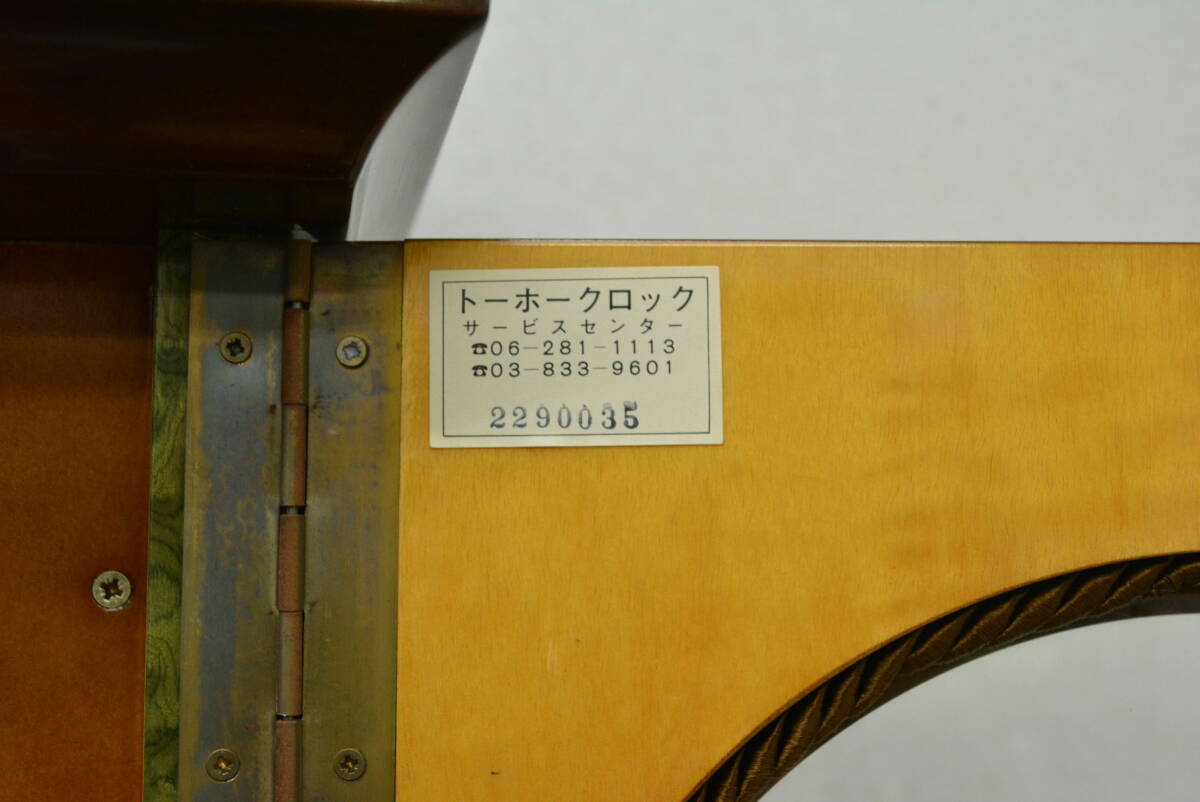 トーホークロック
サービスセンター
☎06-281-1113
☎03-833-9601
2290035